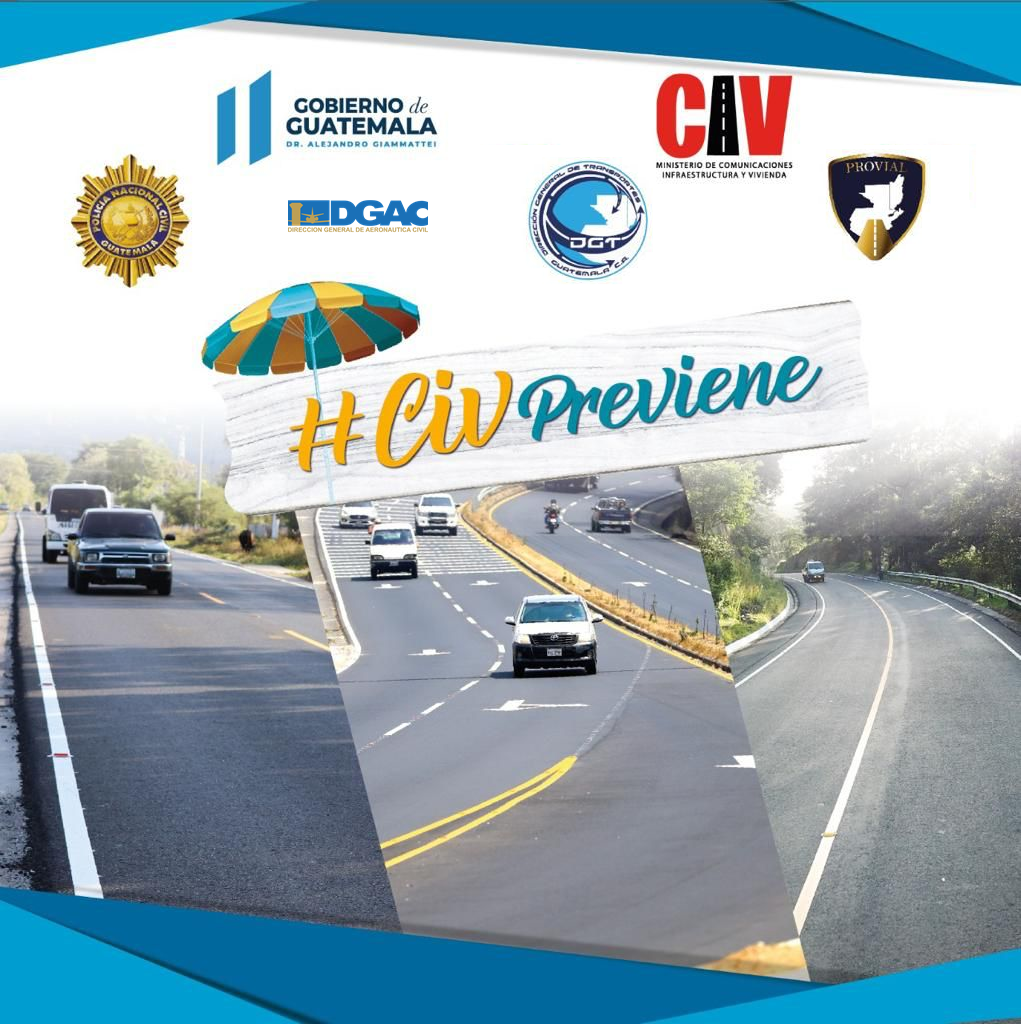 GOBIERNO de
GUATEMALA
DR. ALEJANDRO GIAMMATTEI
CIV
MINISTERIO DE COMUNICACIONES
INFRAESTRUCTURA Y VIVIENDA
POLICIA NACIONAL CIVIL
GUATEMALA
DGAC
DIRECCION GENERAL DE AERONAUTICA CIVIL
DIRECCIÓN GENERAL DE TRANSPORTES
DGT
GUATEMALA C.A.
PROVIAL
#CivPreviene